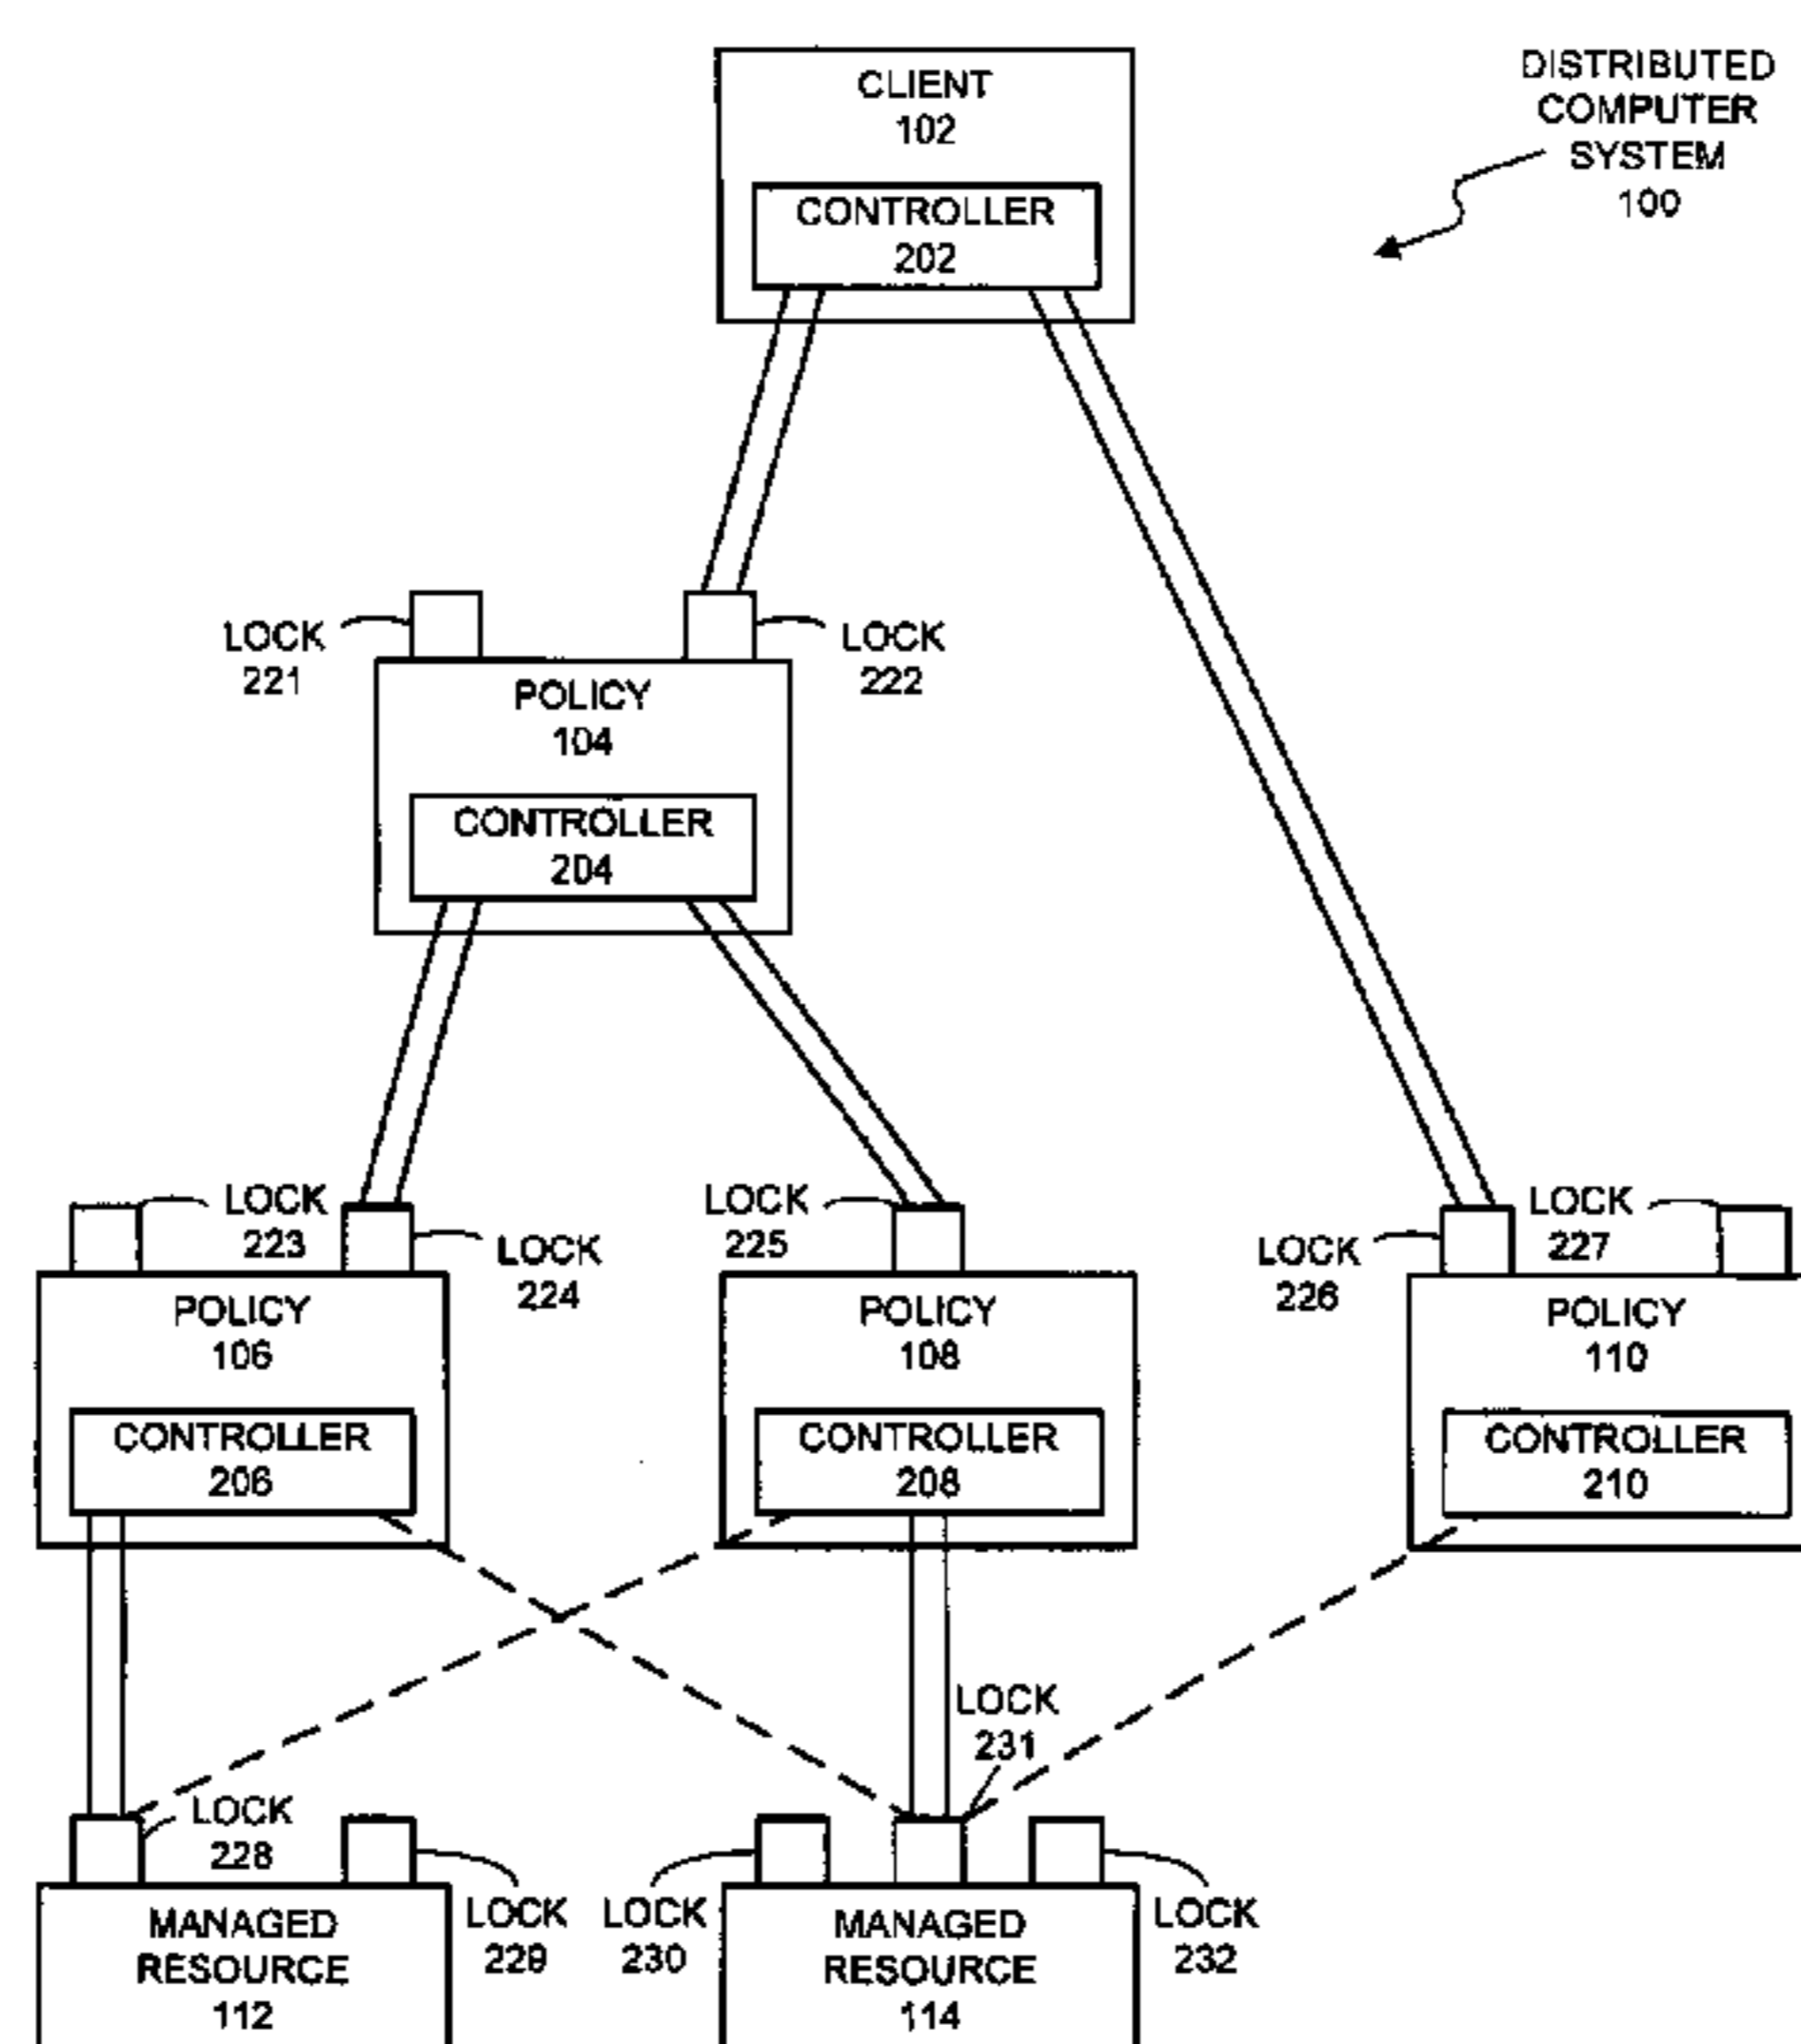 CLIENT
102
CONTROLLER
202
DISTRIBUTED
COMPUTER
SYSTEM
100
LOCK
221
LOCK
222
POLICY
104
CONTROLLER
204
LOCK
223
LOCK
224
LOCK
225
LOCK
226
LOCK
227
POLICY
106
CONTROLLER
206
POLICY
108
CONTROLLER
208
POLICY
110
CONTROLLER
210
LOCK
228
LOCK
229
LOCK
230
LOCK
231
LOCK
232
MANAGED
RESOURCE
112
MANAGED
RESOURCE
114